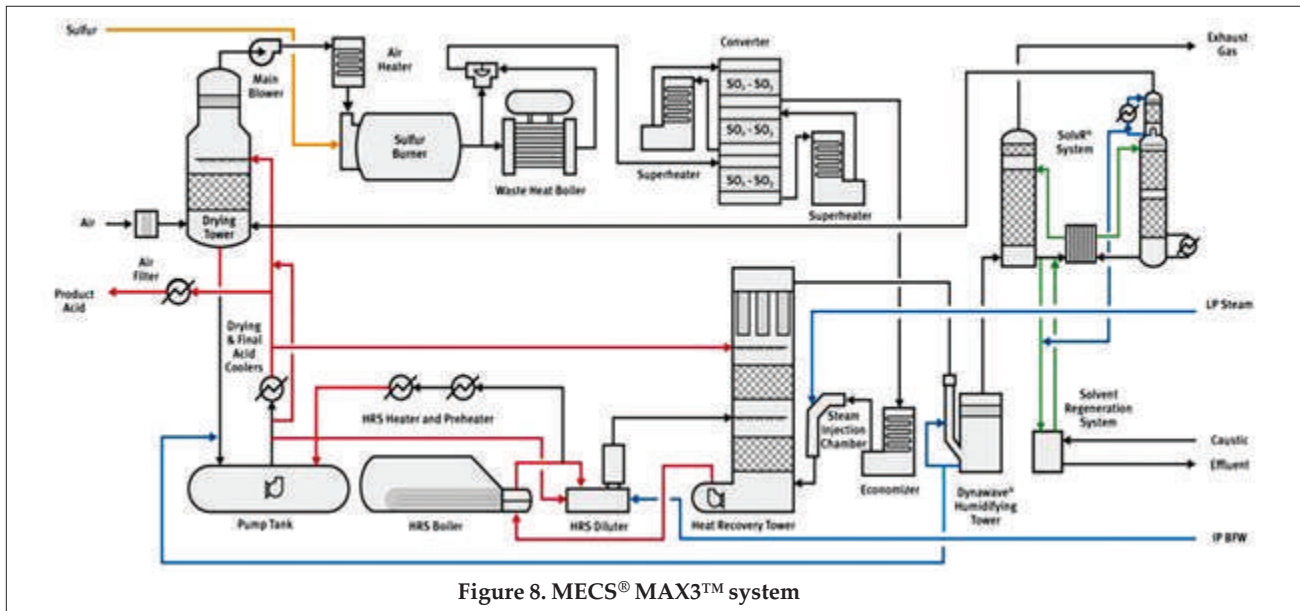 Sulfur
Main
Blower
Air
Heater
Sulfur
Burner
Waste Heat Boiler
Superheater
Converter
SO₂ - SO₃
SO₂ - SO₃
SO₂ - SO₃
Superheater
Exhaust
Gas
SolvR®
System
Air
Drying
Tower
Air
Filter
Product
Acid
Drying
& Final
Acid
Coolers
HRS Heater and Preheater
Pump Tank
HRS Boiler
HRS Diluter
Heat Recovery Tower
Steam
Injection
Chamber
Economizer
Dynawave®
Humidifying
Tower
LP Steam
Solvent
Regeneration
System
Caustic
Effluent
IP BFW
Figure 8. MECS® MAX3™ system